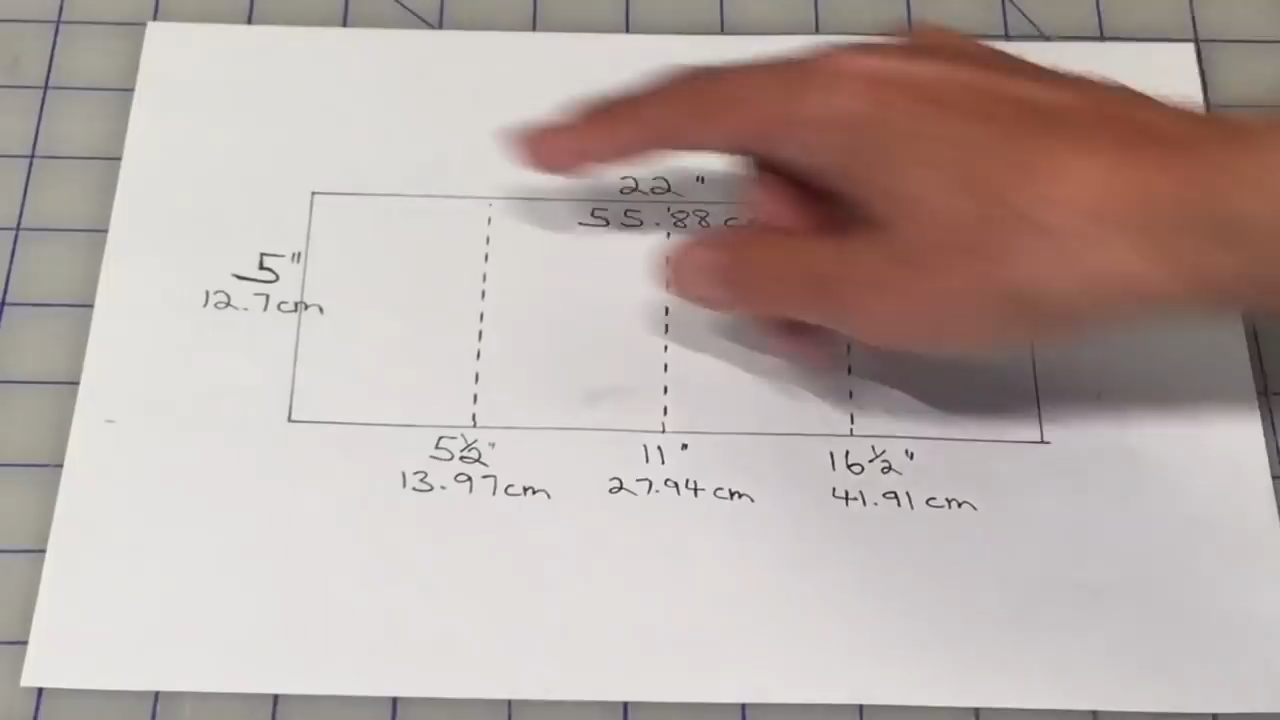 22"
55.88 c
5"
12.7cm
5½" 11" 16½"
13.97cm 27.94cm 41.91cm